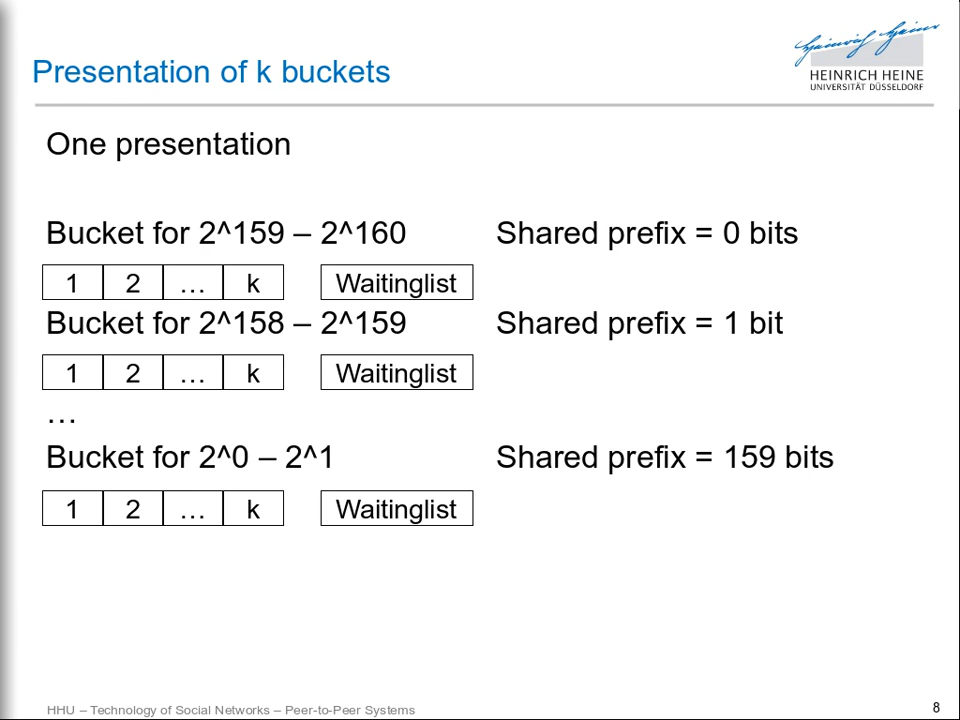 Presentation of k buckets
Heinrich Heine
HEINRICH HEINE
UNIVERSITÄT DÜSSELDORF
One presentation
Bucket for 2^159 – 2^160 Shared prefix = 0 bits
1 2 … k Waitinglist
Bucket for 2^158 – 2^159 Shared prefix = 1 bit
1 2 … k Waitinglist
…
Bucket for 2^0 – 2^1 Shared prefix = 159 bits
1 2 … k Waitinglist
HHU – Technology of Social Networks – Peer-to-Peer Systems 8